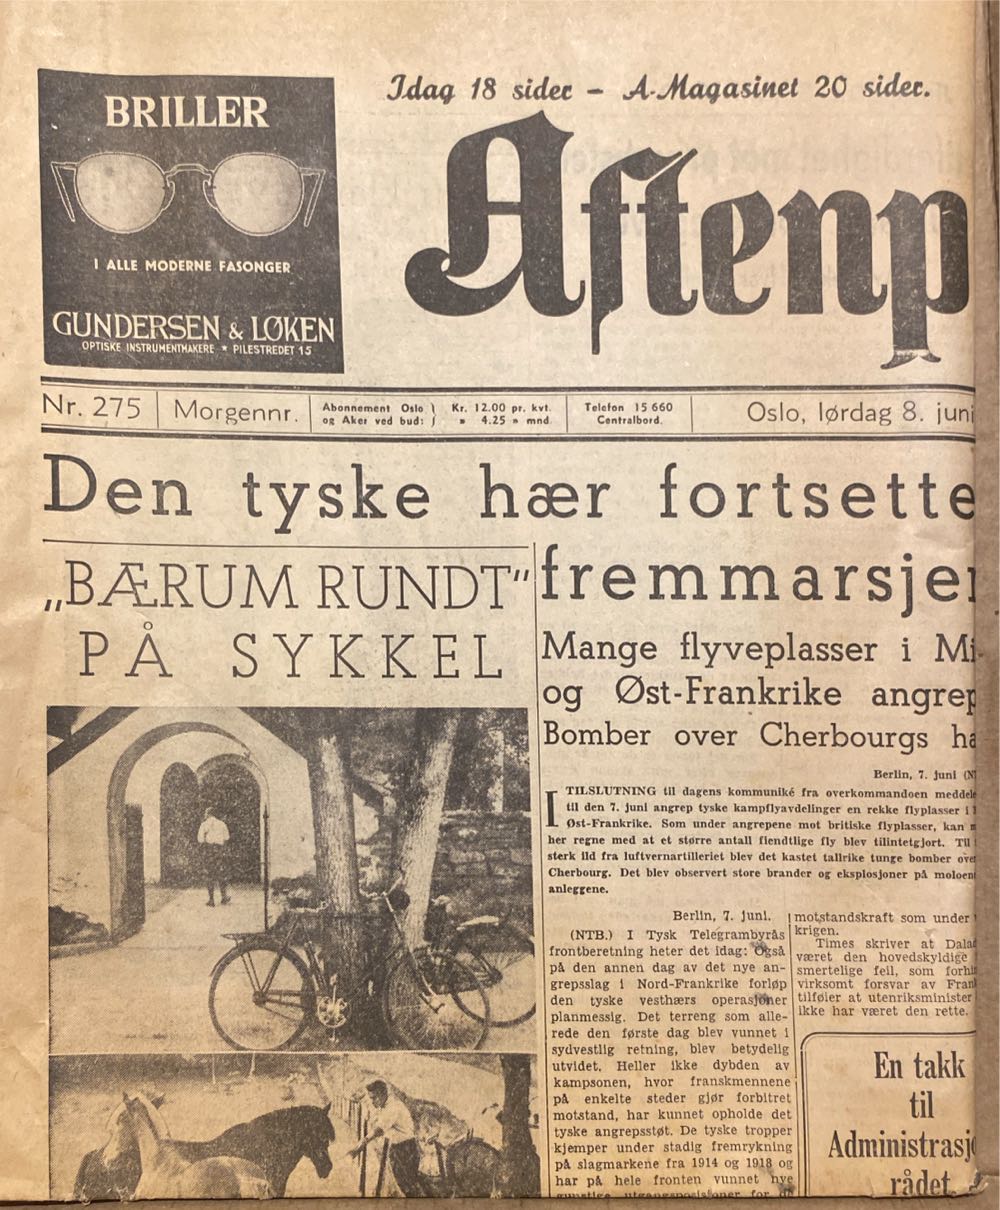 BRILLER
I ALLE MODERNE FASONGER
GUNDERSEN & LØKEN
OPTISKE INSTRUMENTMAKERE * PILESTREDET 15
Idag 18 sider – A-Magasinet 20 sider.
Aftenp
Nr. 275 Morgennr. Abonnement Oslo ) Kr. 12.00 pr. kvt. Telefon 15 660 Oslo, lørdag 8. juni
og Aker ved bud: ) » 4.25 » mnd Centralbord.
Den tyske hær fortsette
fremmarsje
„BÆRUM RUNDT"
PÅ SYKKEL
Mange flyveplasser i Mi-
og Øst-Frankrike angrep
Bomber over Cherbourgs ha
Berlin, 7. juni (N
I TILSLUTNING til dagens kommuniké fra overkommandoen meddele
til den 7. juni angrep tyske kampflyavdelinger en rekke flyplasser i
Øst-Frankrike. Som under angrepene mot britiske flyplasser, kan
her regne med at et større antall fiendtlige fly blev tilintetgjort. Til
sterk ild fra luftvernartilleriet blev det kastet tallrike tunge bomber over
Cherbourg. Det blev observert store brander og eksplosjoner på moloen
anleggene.
Berlin, 7. juni.
(NTB.) I Tysk Telegrambyrås
frontberetning heter det idag: Også
på den annen dag av det nye an-
grepsslag i Nord-Frankrike forløp
den tyske vesthærs operasjoner
planmessig. Det terreng som alle-
rede den første dag blev vunnet i
sydvestlig retning, blev betydelig
utvidet. Heller ikke dybden av
kampsonen, hvor franskmennene
på enkelte steder gjør forbitret
motstand, har kunnet opholde det
tyske angrepsstøt. De tyske tropper
kjemper under stadig fremrykning
på slagmarkene fra 1914 og 1918 og
har på hele fronten vunnet nye
gunstige utgangsposisjoner for
motstandskraft som under
krigen.
Times skriver at Dala
været den hovedskyldige
smertelige feil, som forhi
virksomt forsvar av Fran
tilføler at utenriksminister
ikke har været den rette.
En takk
til
Administrasj
rådet.